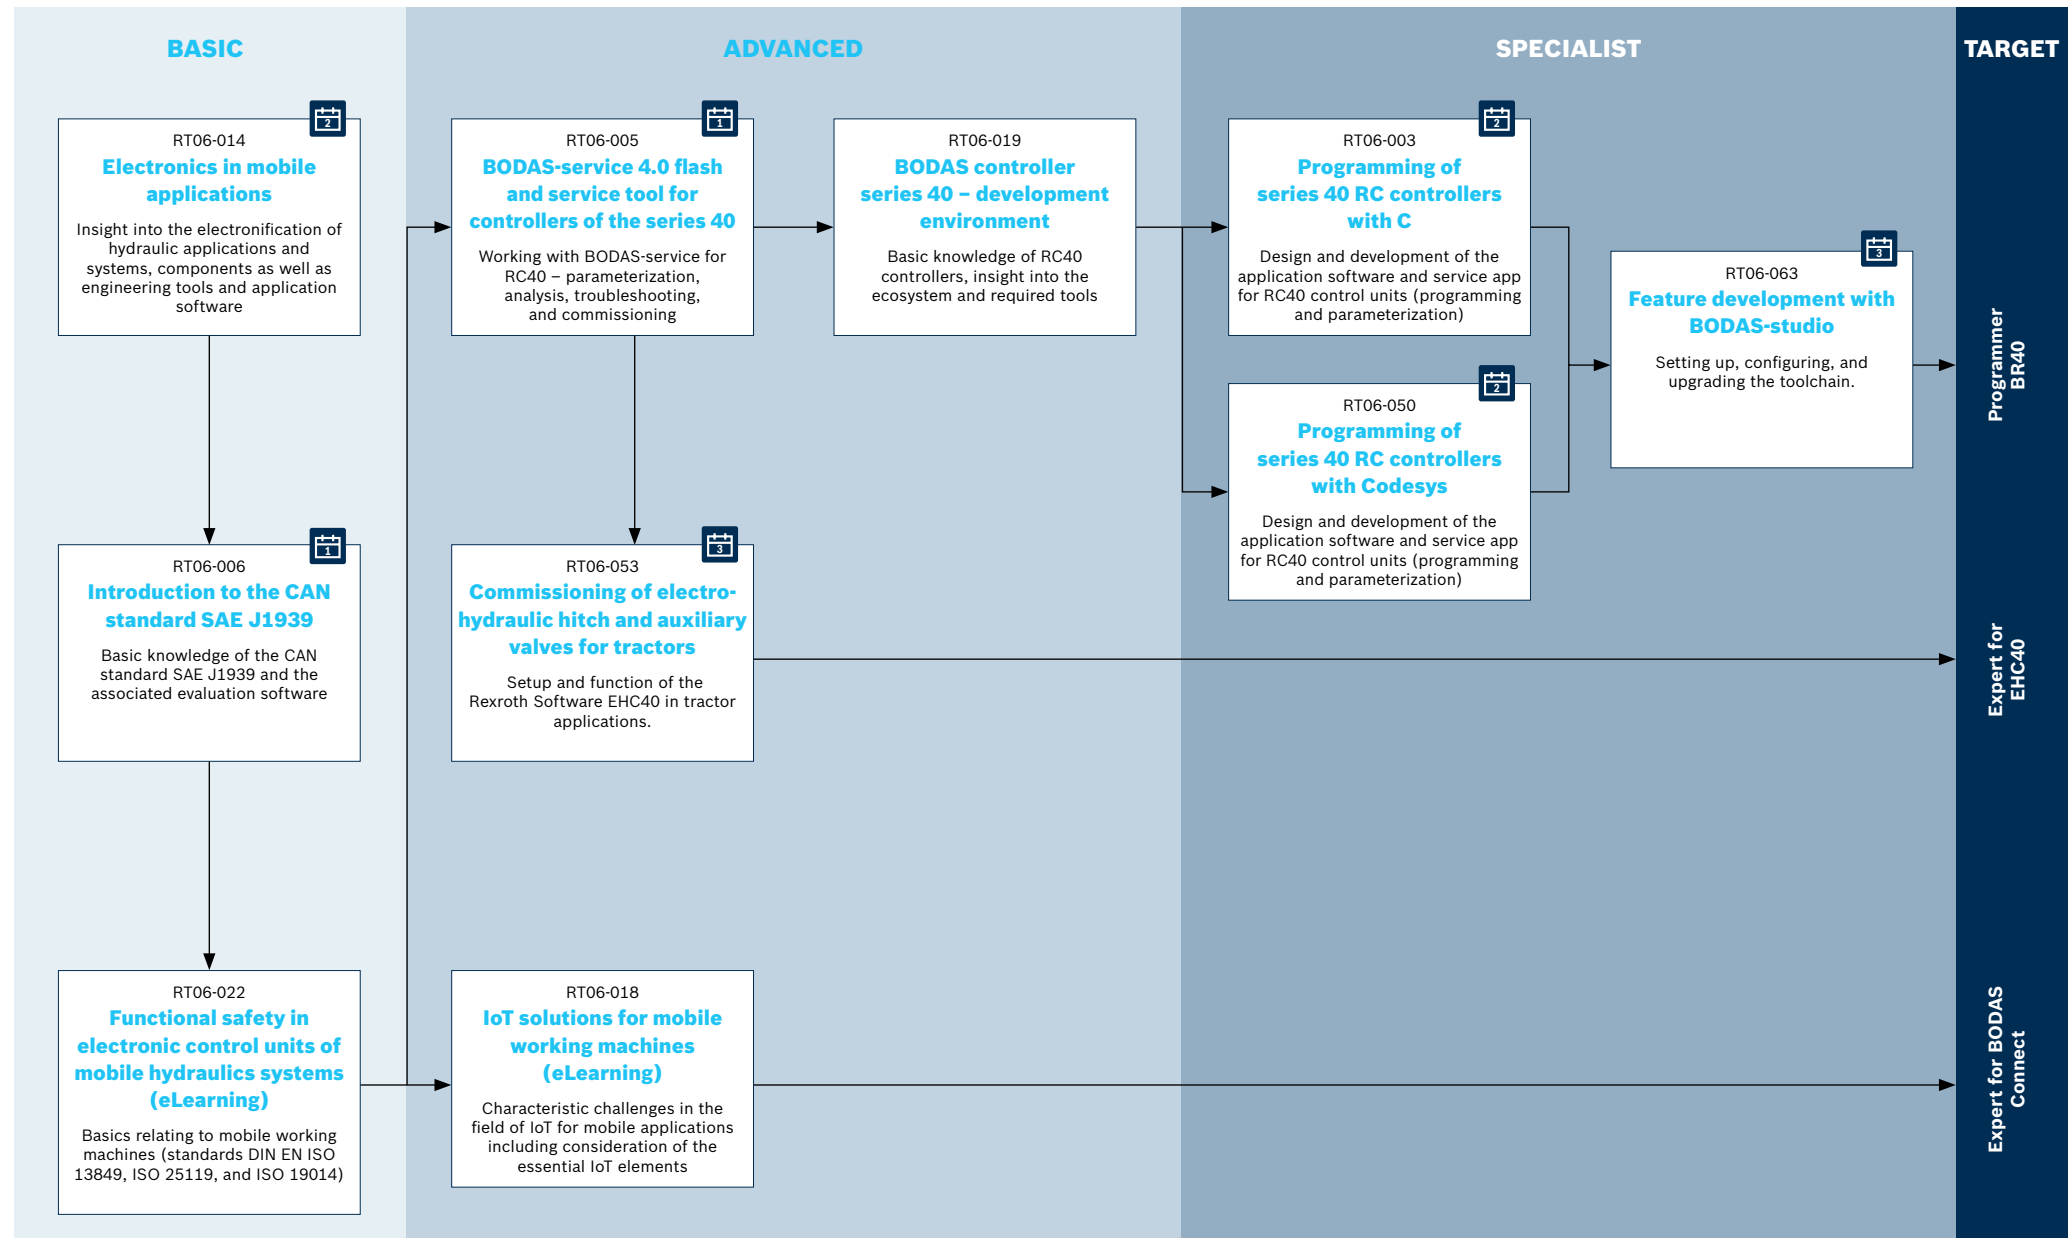 BASIC
ADVANCED
SPECIALIST
TARGET
2
RT06-014
Electronics in mobile
applications
Insight into the electronification of
hydraulic applications and
systems, components as well as
engineering tools and application
software
1
RT06-006
Introduction to the CAN
standard SAE J1939
Basic knowledge of the CAN
standard SAE J1939 and the
associated evaluation software
RT06-022
Functional safety in
electronic control units of
mobile hydraulics systems
(eLearning)
Basics relating to mobile working
machines (standards DIN EN ISO
13849, ISO 25119, and ISO 19014)
1
RT06-005
BODAS-service 4.0 flash
and service tool for
controllers of the series 40
Working with BODAS-service for
RC40 – parameterization,
analysis, troubleshooting,
and commissioning
RT06-019
BODAS controller
series 40 – development
environment
Basic knowledge of RC40
controllers, insight into the
ecosystem and required tools
3
RT06-053
Commissioning of electro-
hydraulic hitch and auxiliary
valves for tractors
Setup and function of the
Rexroth Software EHC40 in tractor
applications.
RT06-018
IoT solutions for mobile
working machines
(eLearning)
Characteristic challenges in the
field of IoT for mobile applications
including consideration of the
essential IoT elements
2
RT06-003
Programming of
series 40 RC controllers
with C
Design and development of the
application software and service app
for RC40 control units (programming
and parameterization)
2
RT06-050
Programming of
series 40 RC controllers
with Codesys
Design and development of the
application software and service app
for RC40 control units (programming
and parameterization)
3
RT06-063
Feature development with
BODAS-studio
Setting up, configuring, and
upgrading the toolchain.
Programmer
BR40
Expert for
EHC40
Expert for BODAS
Connect